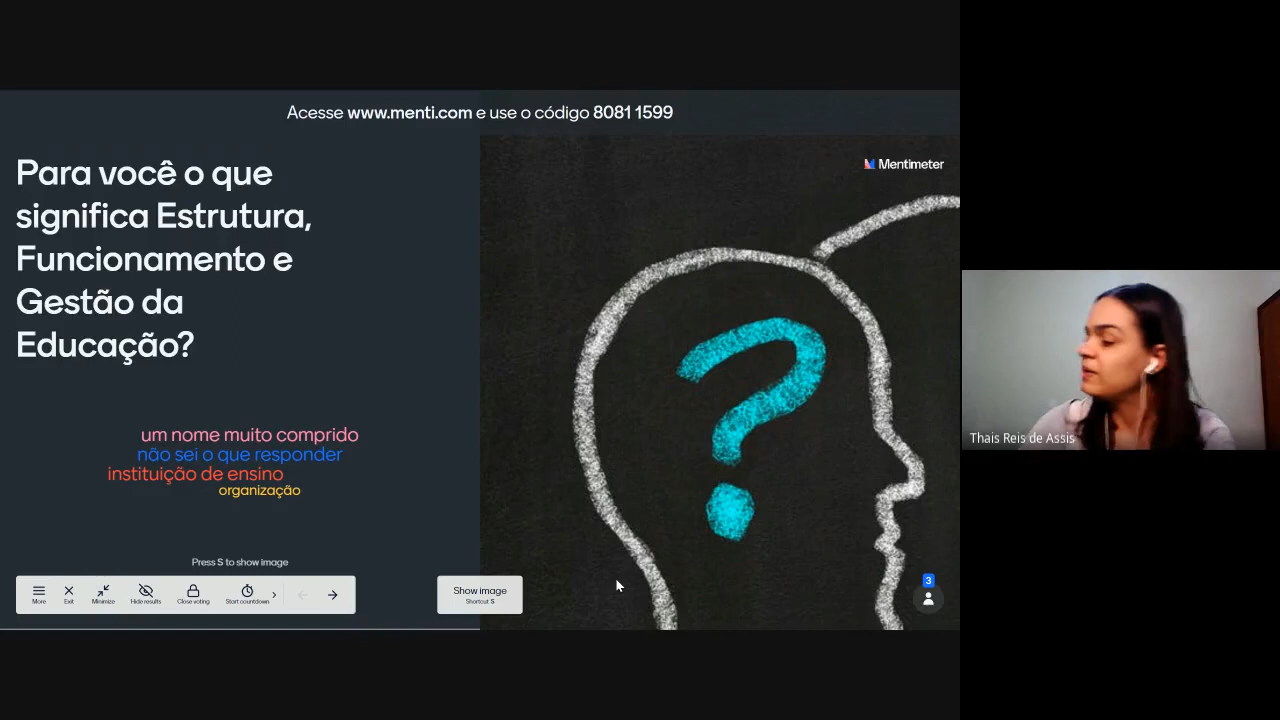 Acesse www.menti.com e use o código 8081 1599
Mentimeter
Para você o que
significa Estrutura,
Funcionamento e
Gestão da
Educação?
um nome muito comprido
não sei o que responder
instituição de ensino
organização
Press S to show image
More
Exit
Minimize
Hide results
Close voting
Start countdown
Show image
Shortcut S
3
Thais Reis de Assis